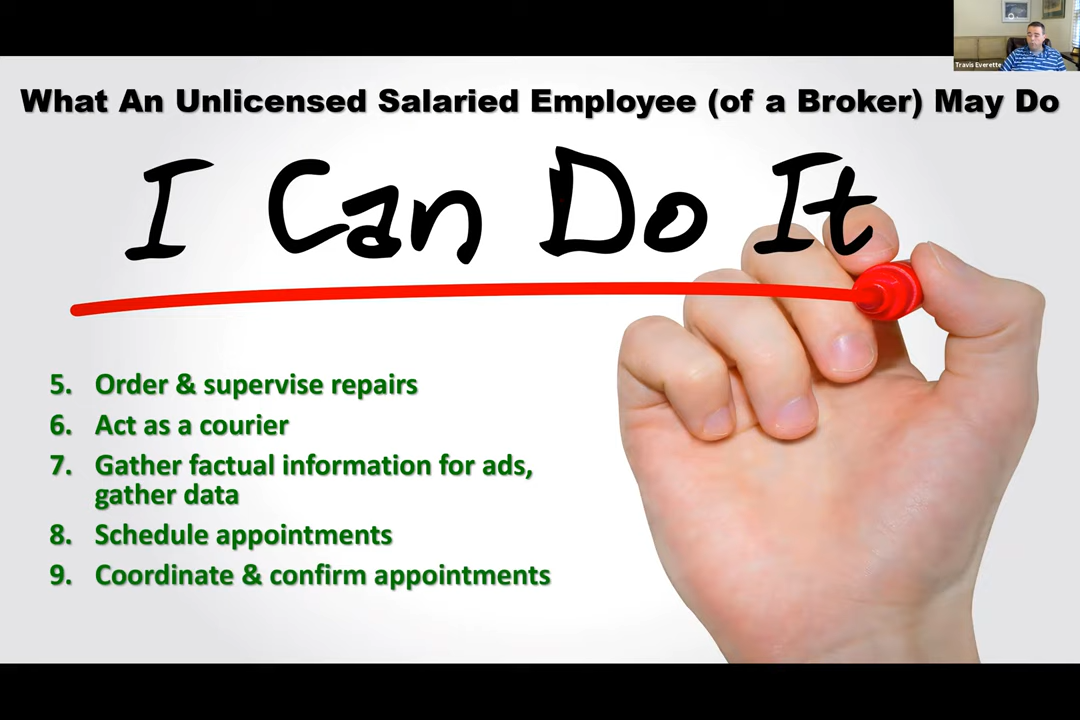 Travis Everette
What An Unlicensed Salaried Employee (of a Broker) May Do
I Can Do It
5. Order & supervise repairs
6. Act as a courier
7. Gather factual information for ads,
gather data
8. Schedule appointments
9. Coordinate & confirm appointments